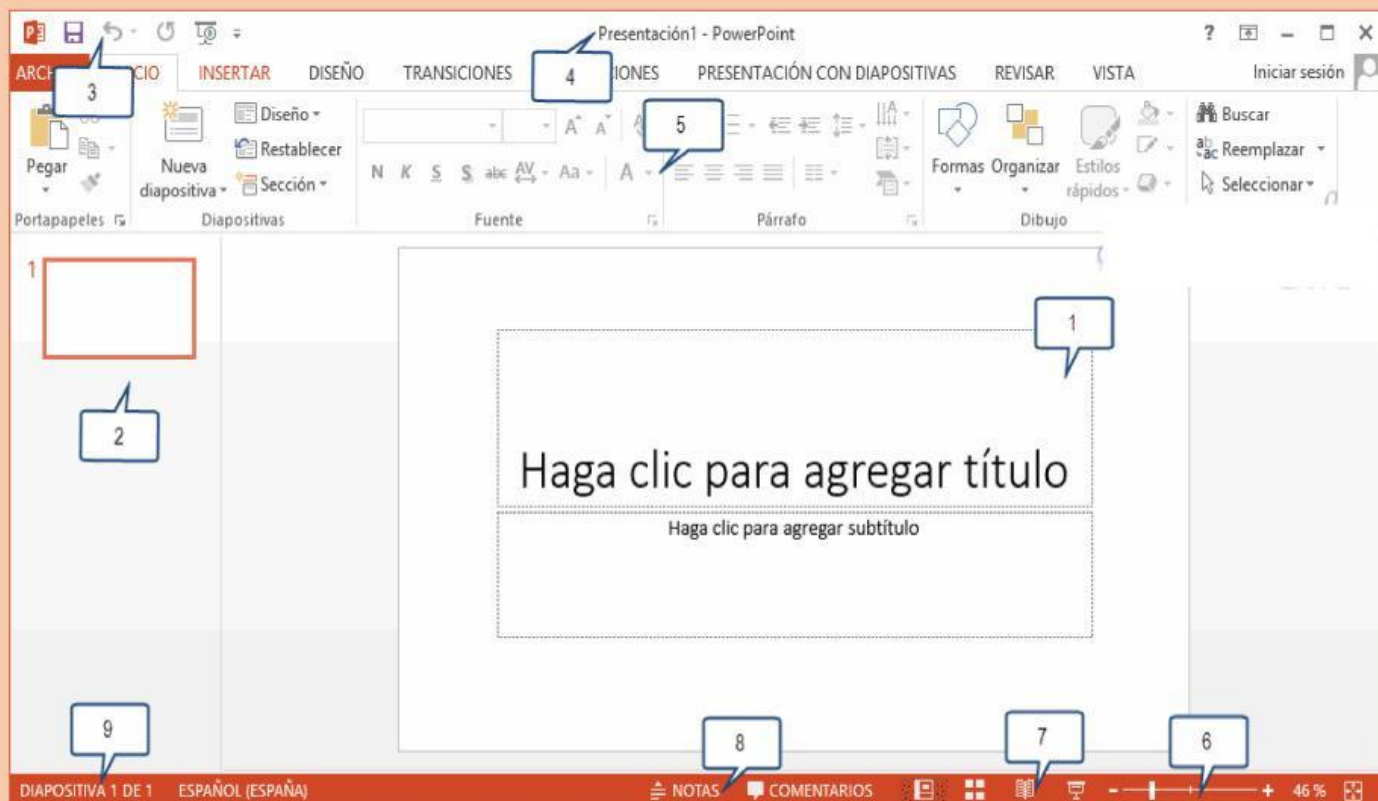 Presentación1 - PowerPoint ?
INSERTAR DISEÑO TRANSICIONES PRESENTACIÓN CON DIAPOSITIVAS REVISAR VISTA Iniciar sesión
3
4
5
Pegar
Nueva diapositiva
Diseño
Restablecer
Sección
N K S S abc AV Aa A
Formas Organizar Estilos rápidos
Buscar
Reemplazar
Seleccionar
Portapapeles Diapositivas Fuente Párrafo Dibujo
1
1
2
Haga clic para agregar título
Haga clic para agregar subtítulo
9
8
7
6
DIAPOSITIVA 1 DE 1 ESPAÑOL (ESPAÑA) NOTAS COMENTARIOS - + 46 %